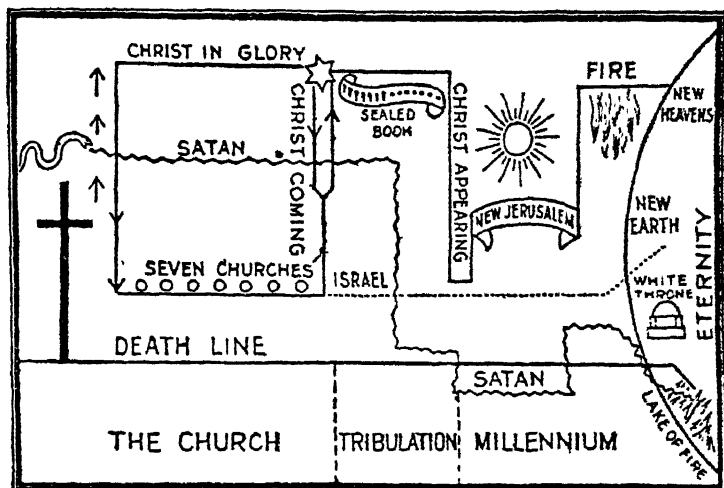 CHRIST IN GLORY
FIRE
NEW
HEAVENS
SEALED
BOOK
CHRIST COMING
CHRIST APPEARING
SATAN
NEW JERUSALEM
NEW
EARTH
ETERNITY
SEVEN CHURCHES
ISRAEL
WHITE
THRONE
DEATH LINE
SATAN
LAKE OF FIRE
THE CHURCH
TRIBULATION
MILLENNIUM